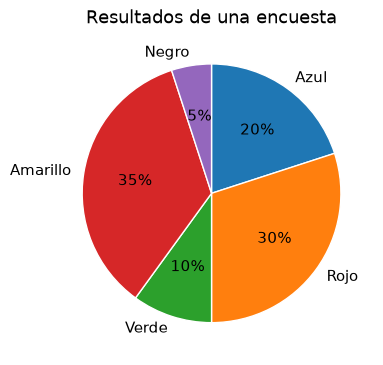 Resultados de una encuesta
Negro
Azul
5%
20%
Amarillo
35%
30%
10%
Rojo
Verde